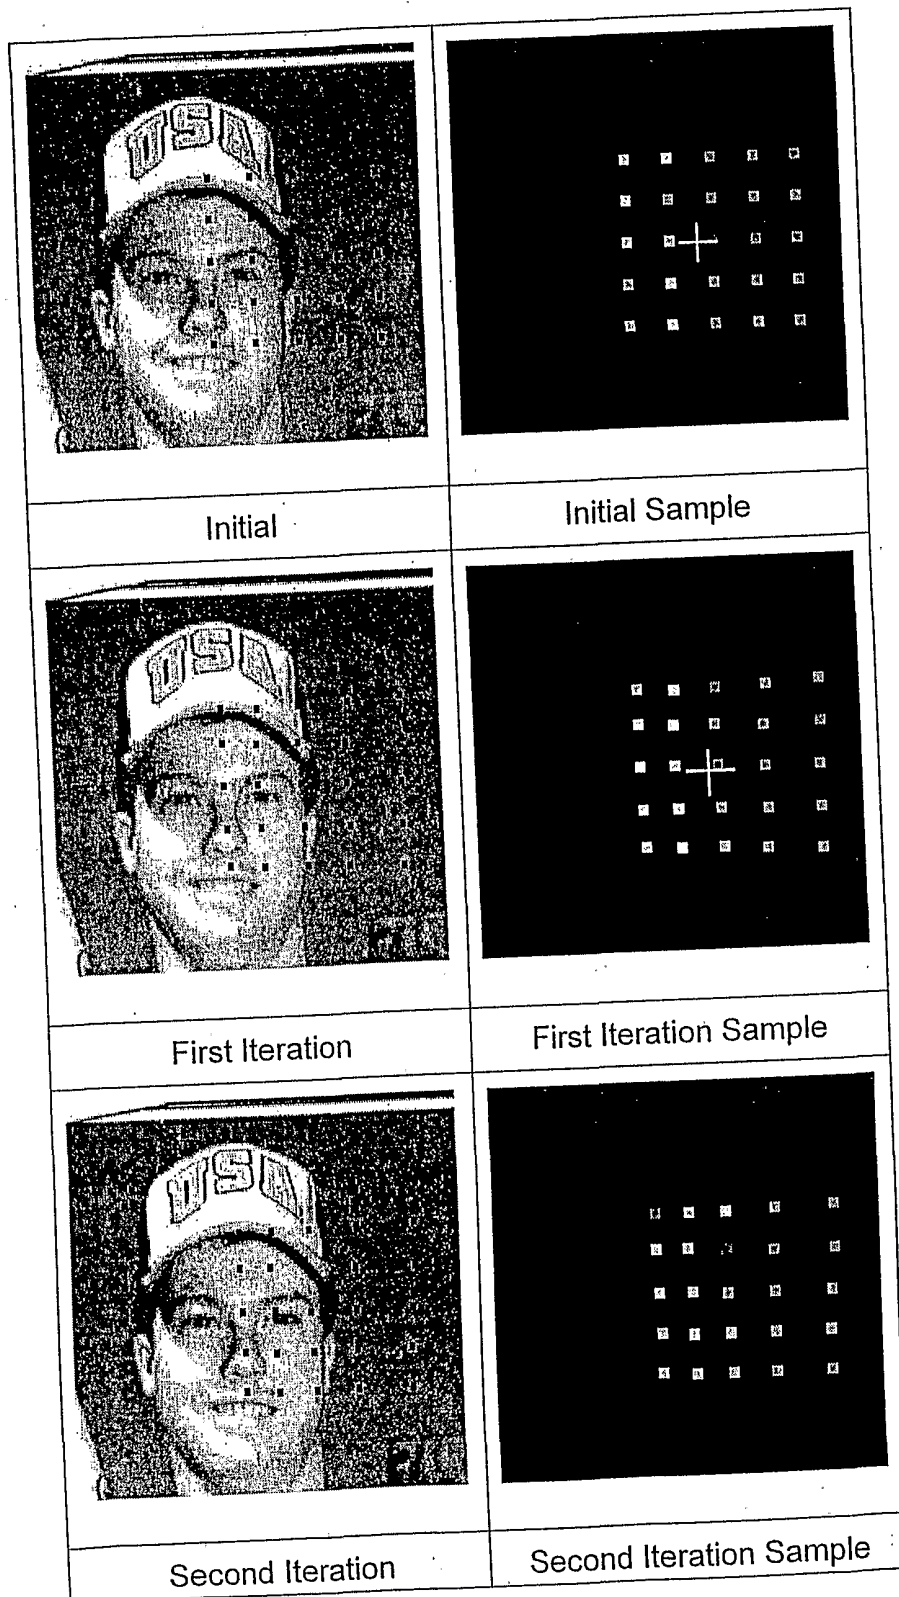 USA
Initial
Initial Sample
USA
First Iteration
First Iteration Sample
USA
Second Iteration
Second Iteration Sample